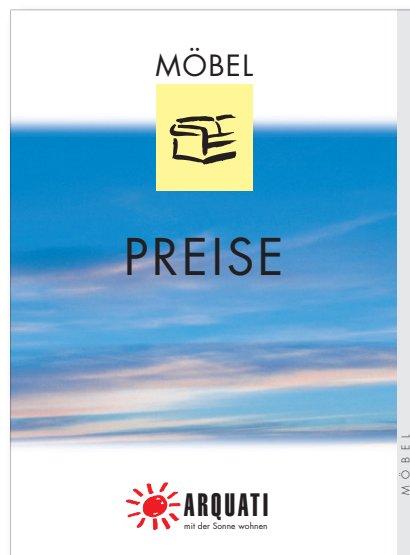 MÖBEL
PREISE
ARQUATI
mit der Sonne wohnen
MÖBEL